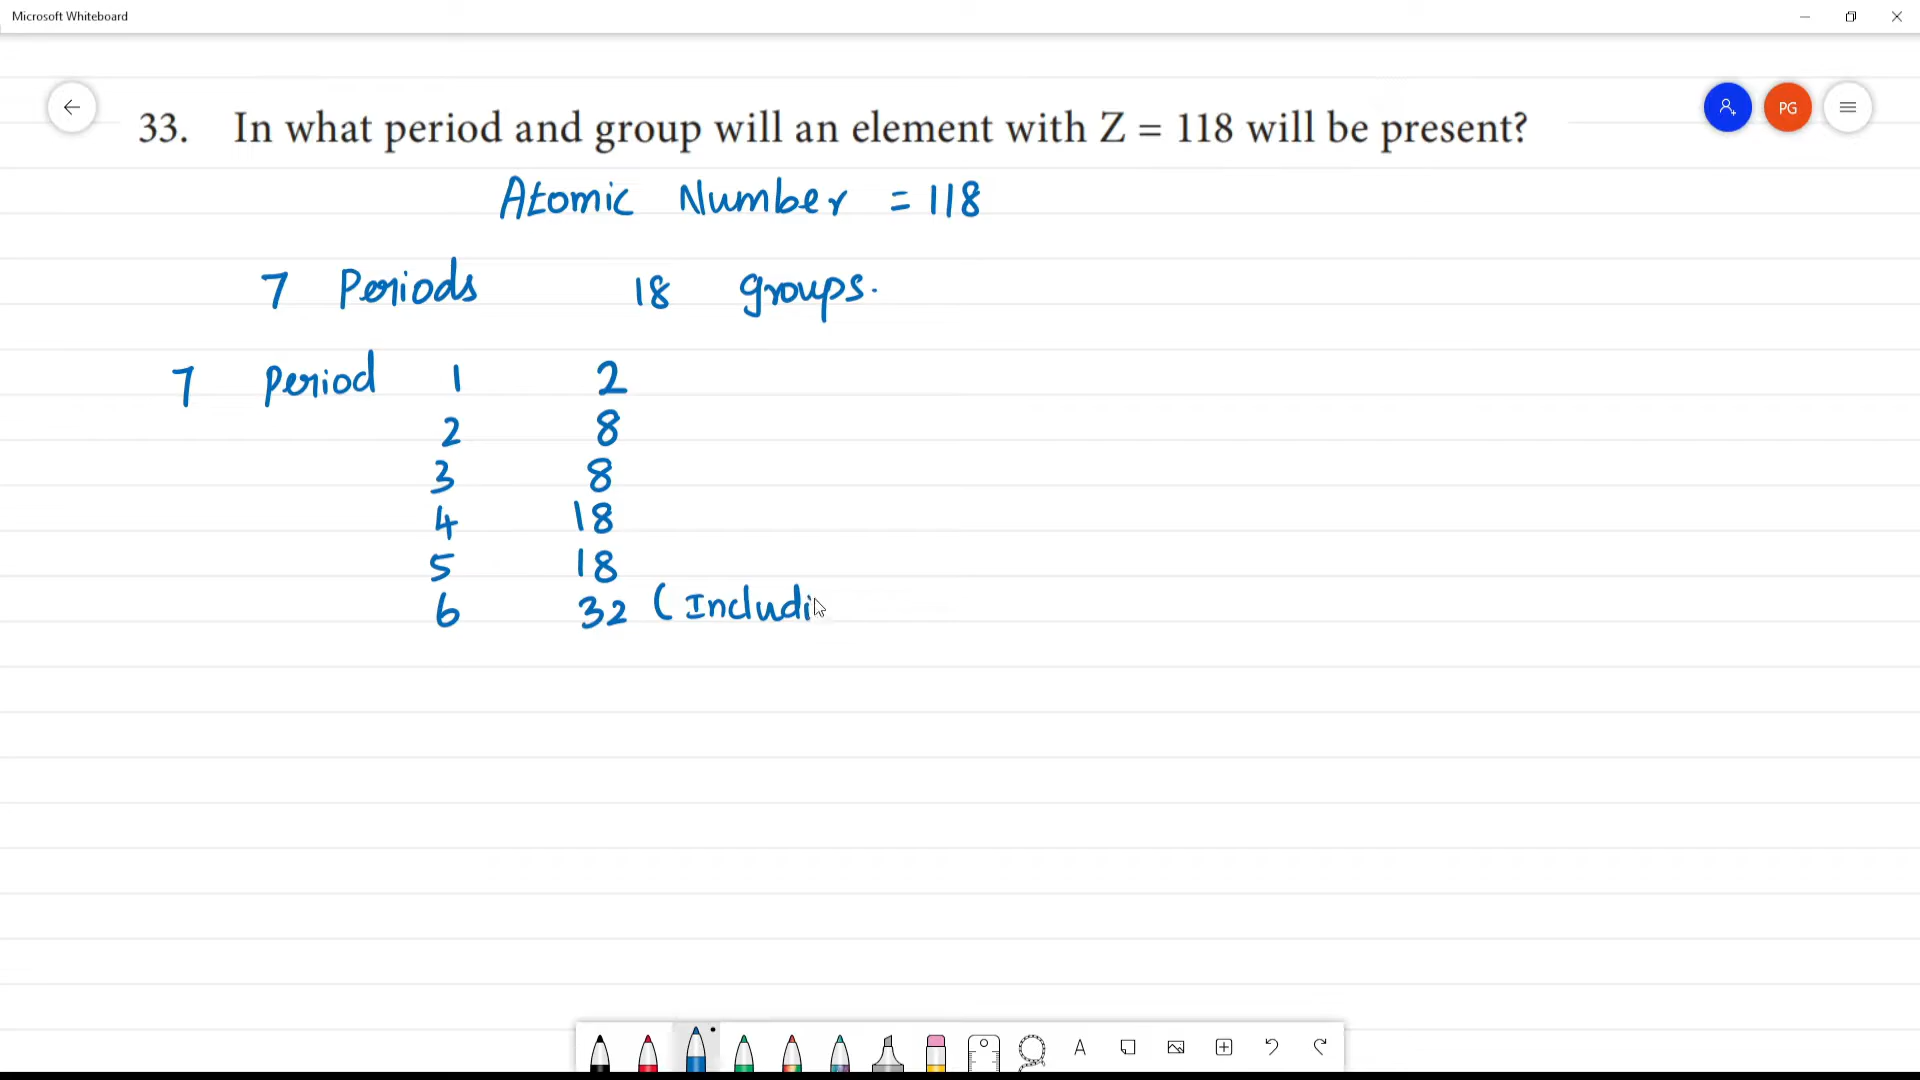 Microsoft Whiteboard
PG
33. In what period and group will an element with Z = 118 will be present?
Atomic Number = 118
7 Periods 18 groups.
7 Period 1 2
2 8
3 8
4 18
5 18
6 32 (Includi
A